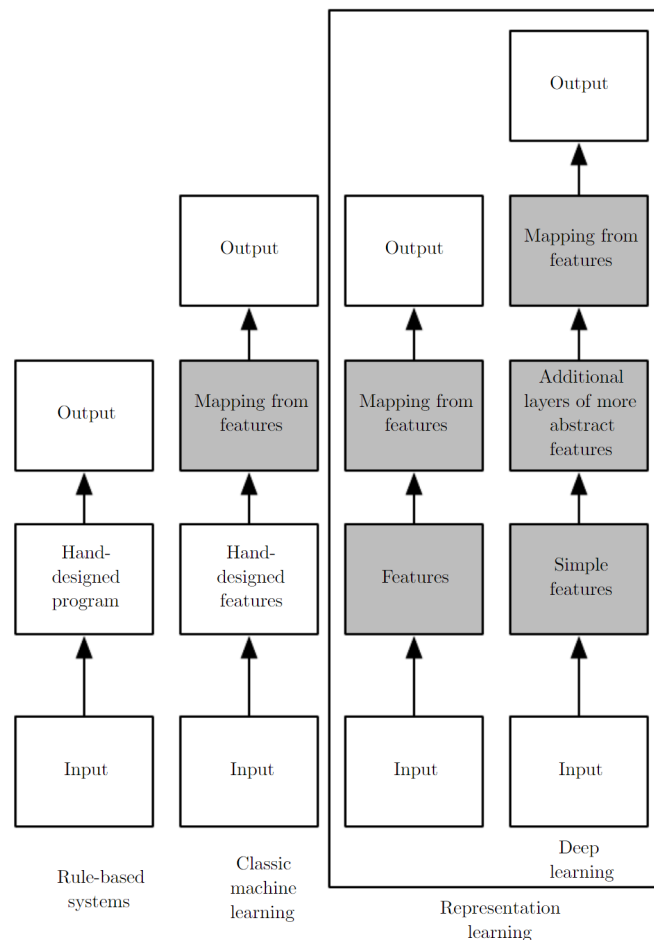 Output
Output
Output
Mapping from
features
Output
Mapping from
features
Mapping from
features
Additional
layers of more
abstract
features
Hand-
designed
program
Hand-
designed
features
Features
Simple
features
Input
Input
Input
Input
Rule-based
systems
Classic
machine
learning
Deep
learning
Representation
learning